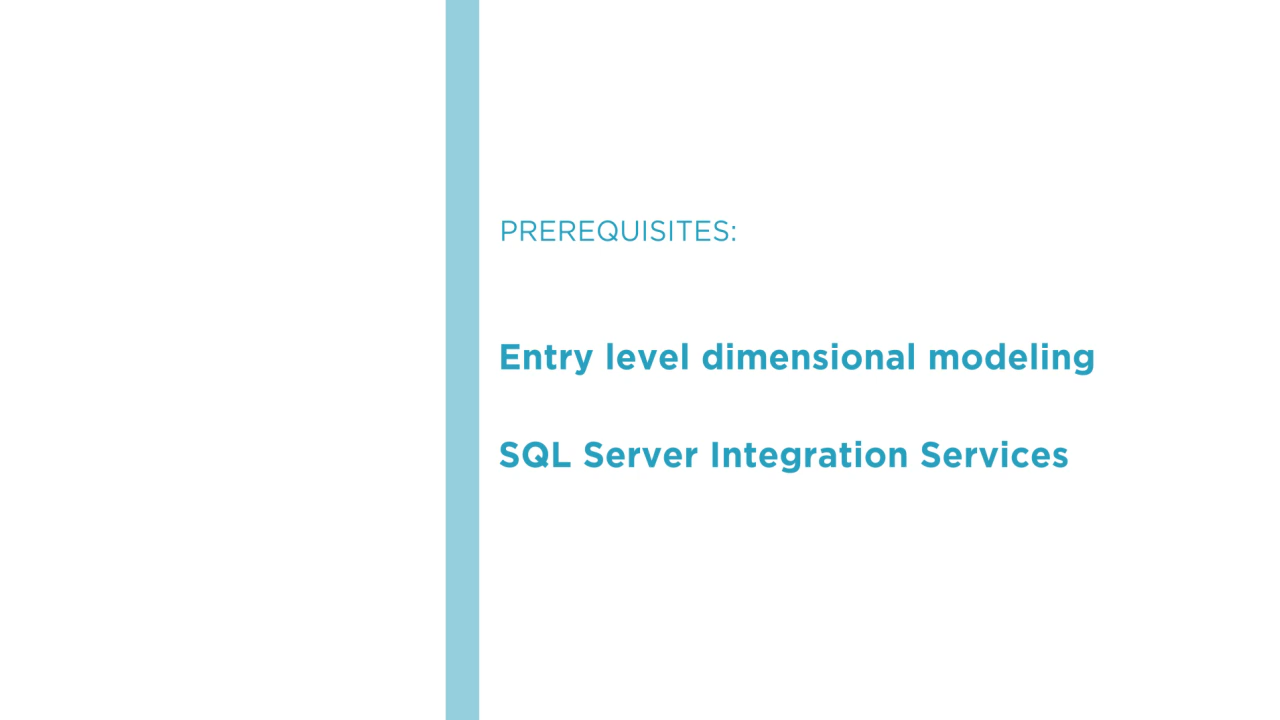 PREREQUISITES:
Entry level dimensional modeling
SQL Server Integration Services